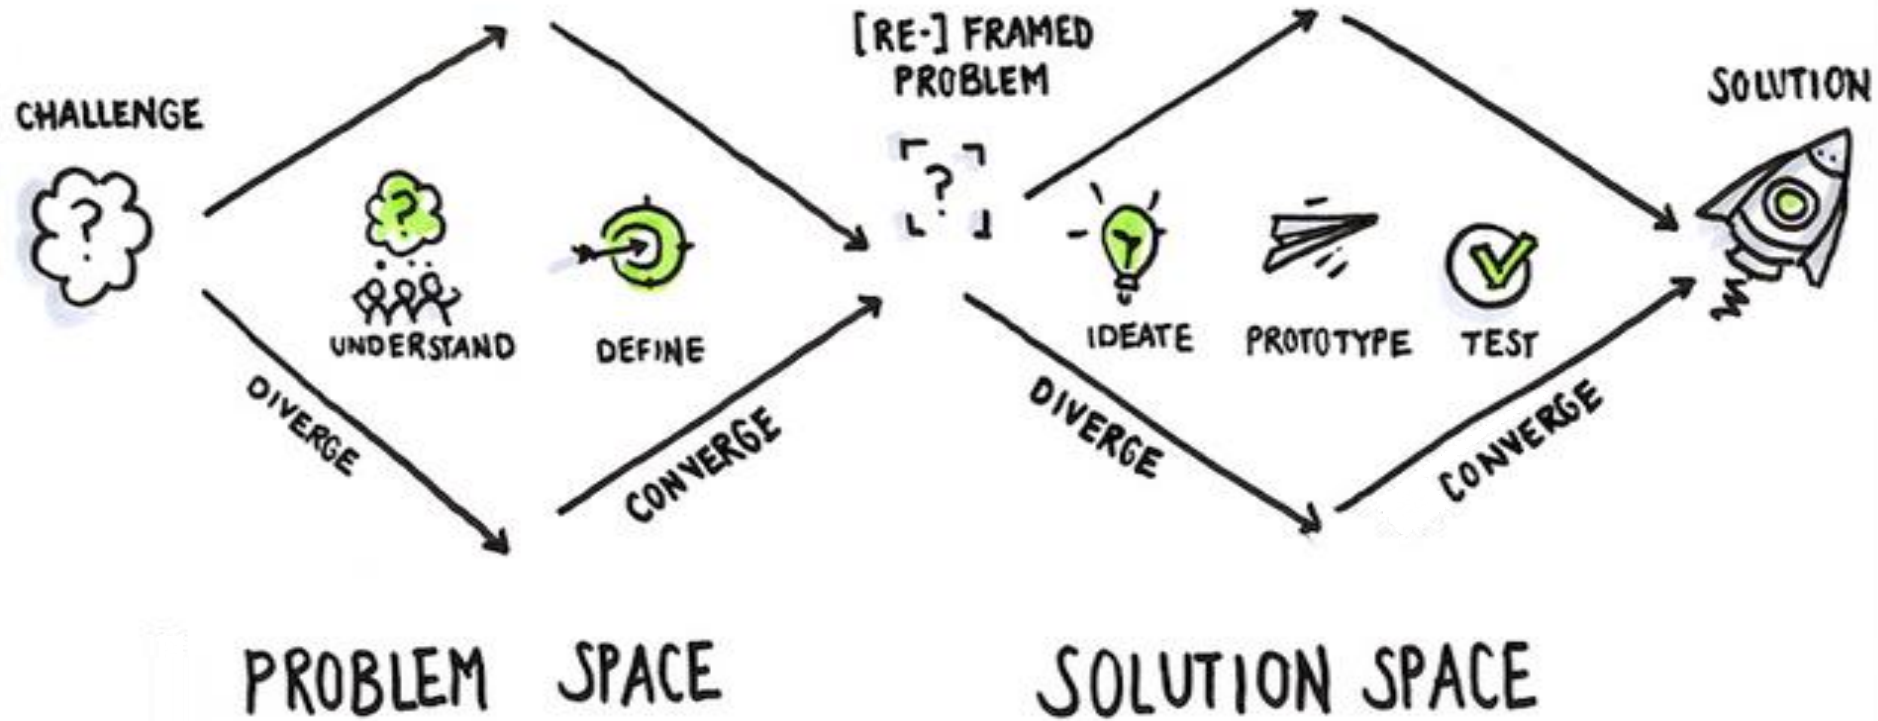 CHALLENGE
?
?
UNDERSTAND
DEFINE
DIVERGE
CONVERGE
[RE-] FRAMED
PROBLEM
?
IDEATE
PROTOTYPE
TEST
DIVERGE
CONVERGE
SOLUTION
PROBLEM SPACE
SOLUTION SPACE